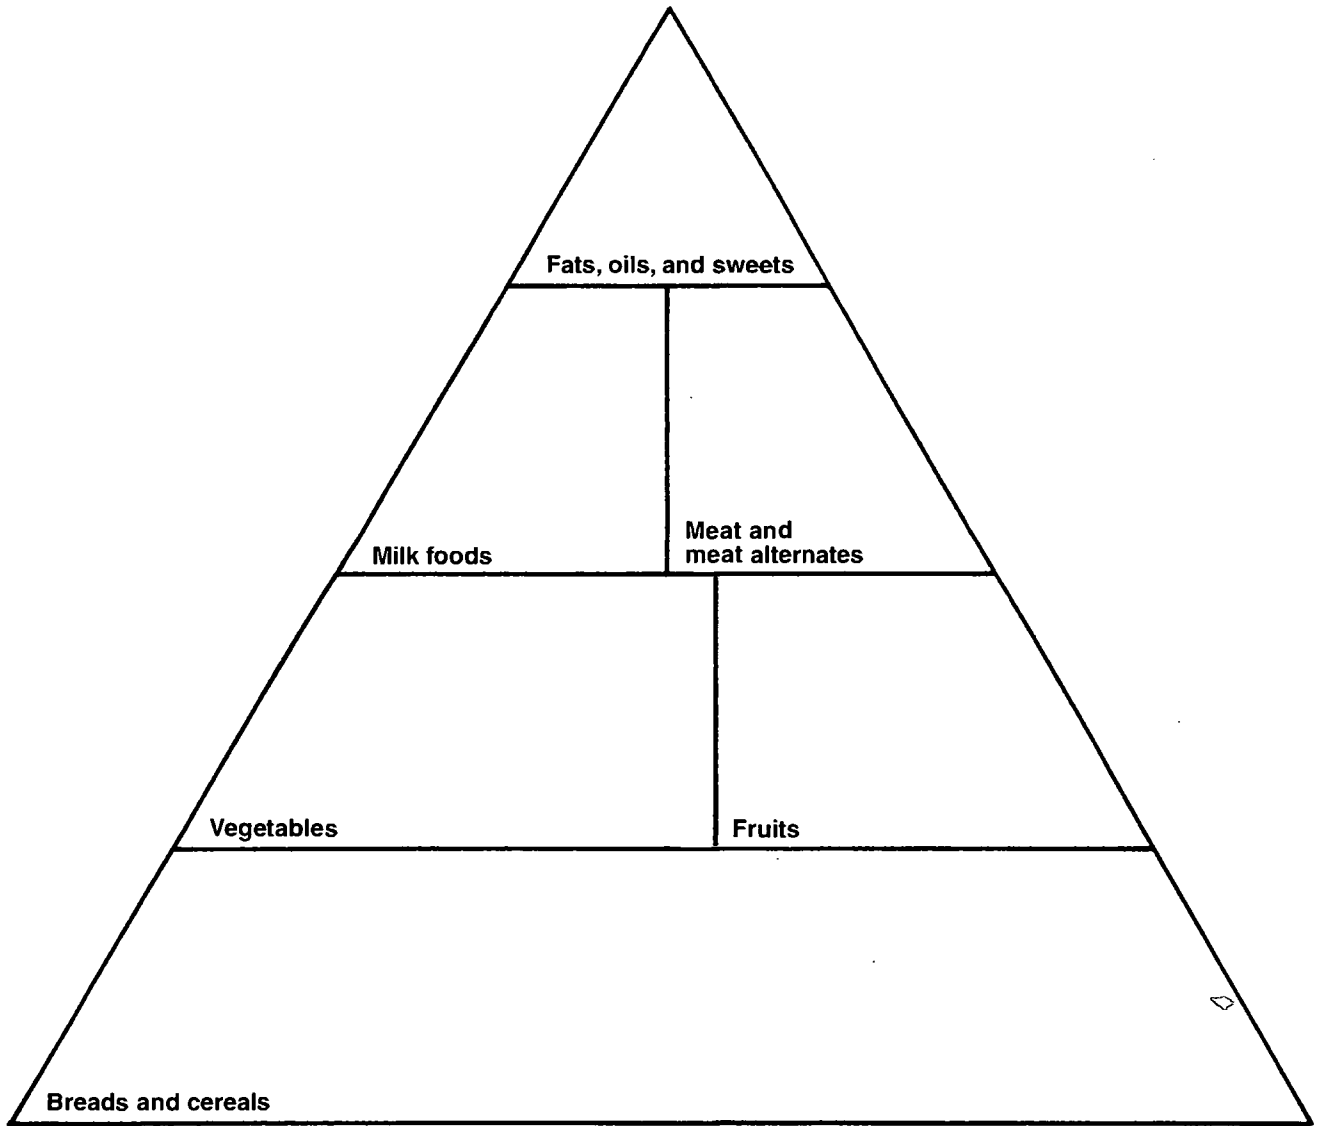 Fats, oils, and sweets
Milk foods
Meat and
meat alternates
Vegetables
Fruits
Breads and cereals